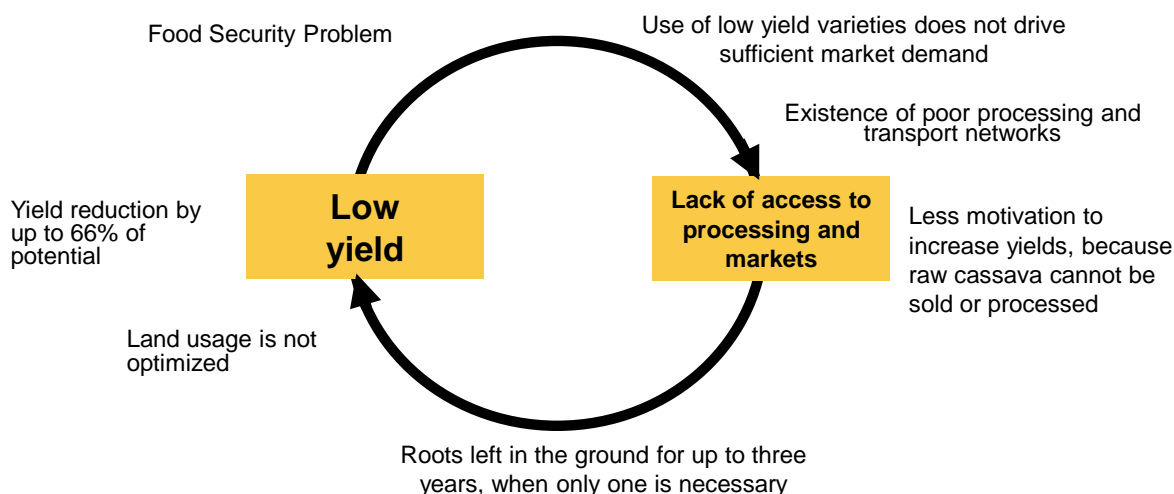 Food Security Problem
Use of low yield varieties does not drive
sufficient market demand
Existence of poor processing and
transport networks
Low
yield
Lack of access to
processing and
markets
Yield reduction by
up to 66% of
potential
Less motivation to
increase yields, because
raw cassava cannot be
sold or processed
Land usage is not
optimized
Roots left in the ground for up to three
years, when only one is necessary